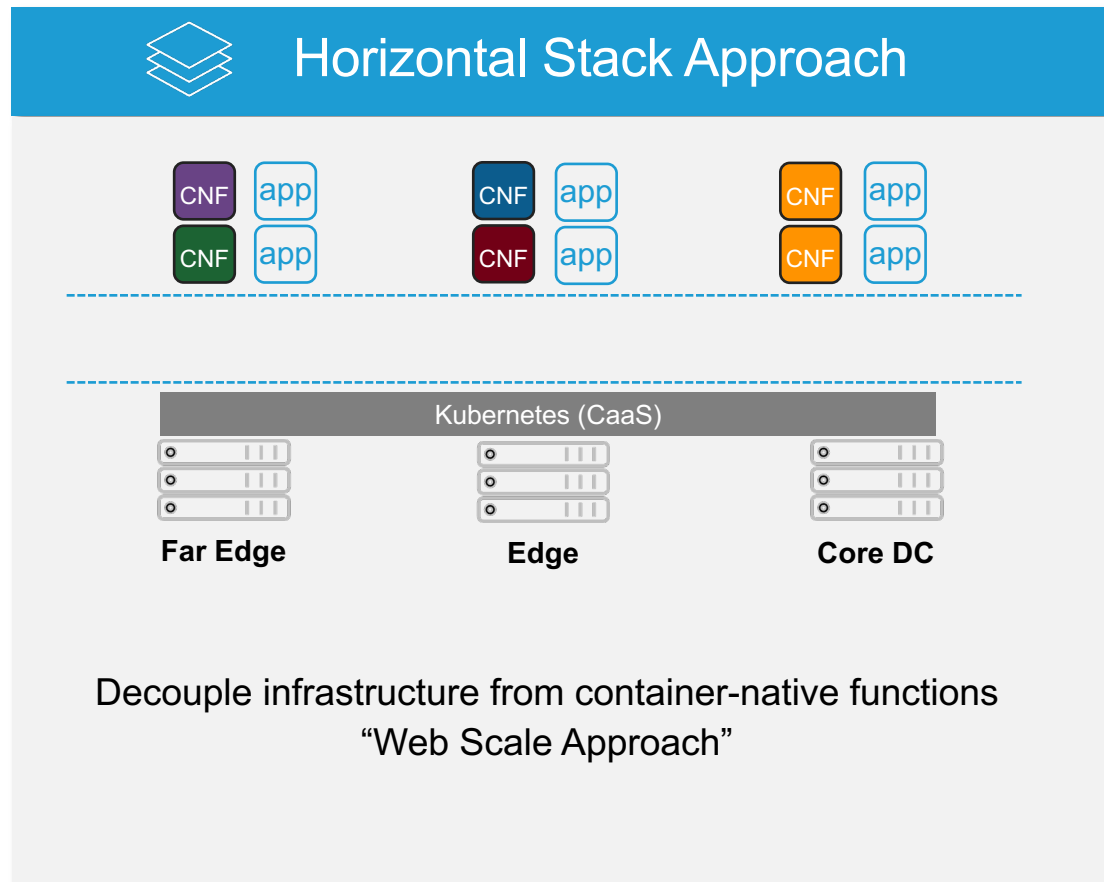 Horizontal Stack Approach
CNF app CNF app CNF app
CNF app CNF app CNF app
Kubernetes (CaaS)
Far Edge Edge Core DC
Decouple infrastructure from container-native functions
“Web Scale Approach”